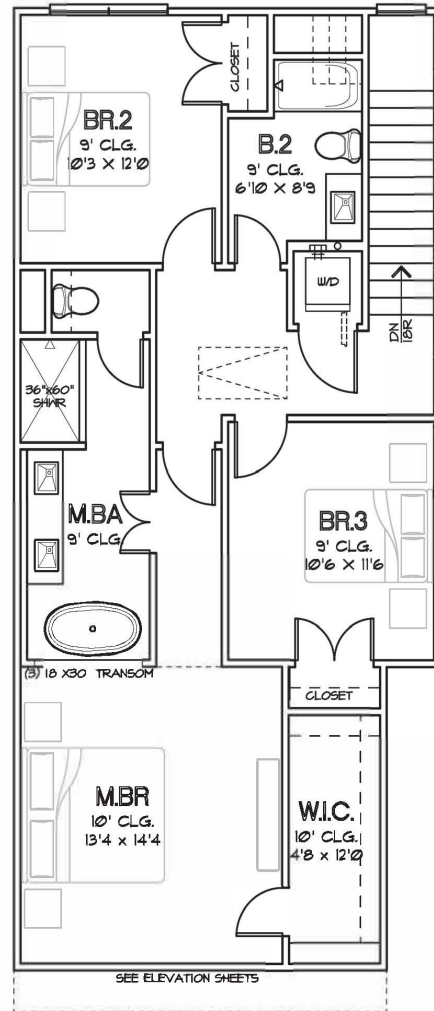 CLOSET
BR.2
9' CLG.
10'3 X 12'0
B.2
9' CLG.
6'10 X 8'9
W/D
DN
18R
36"x60"
SHWR
M.BA
9' CLG
BR.3
9' CLG.
10'6 X 11'6
(3) 18 X30 TRANSOM
CLOSET
M.BR
10' CLG.
13'4 x 14'4
W.I.C.
10' CLG.
4'8 x 12'0
SEE ELEVATION SHEETS